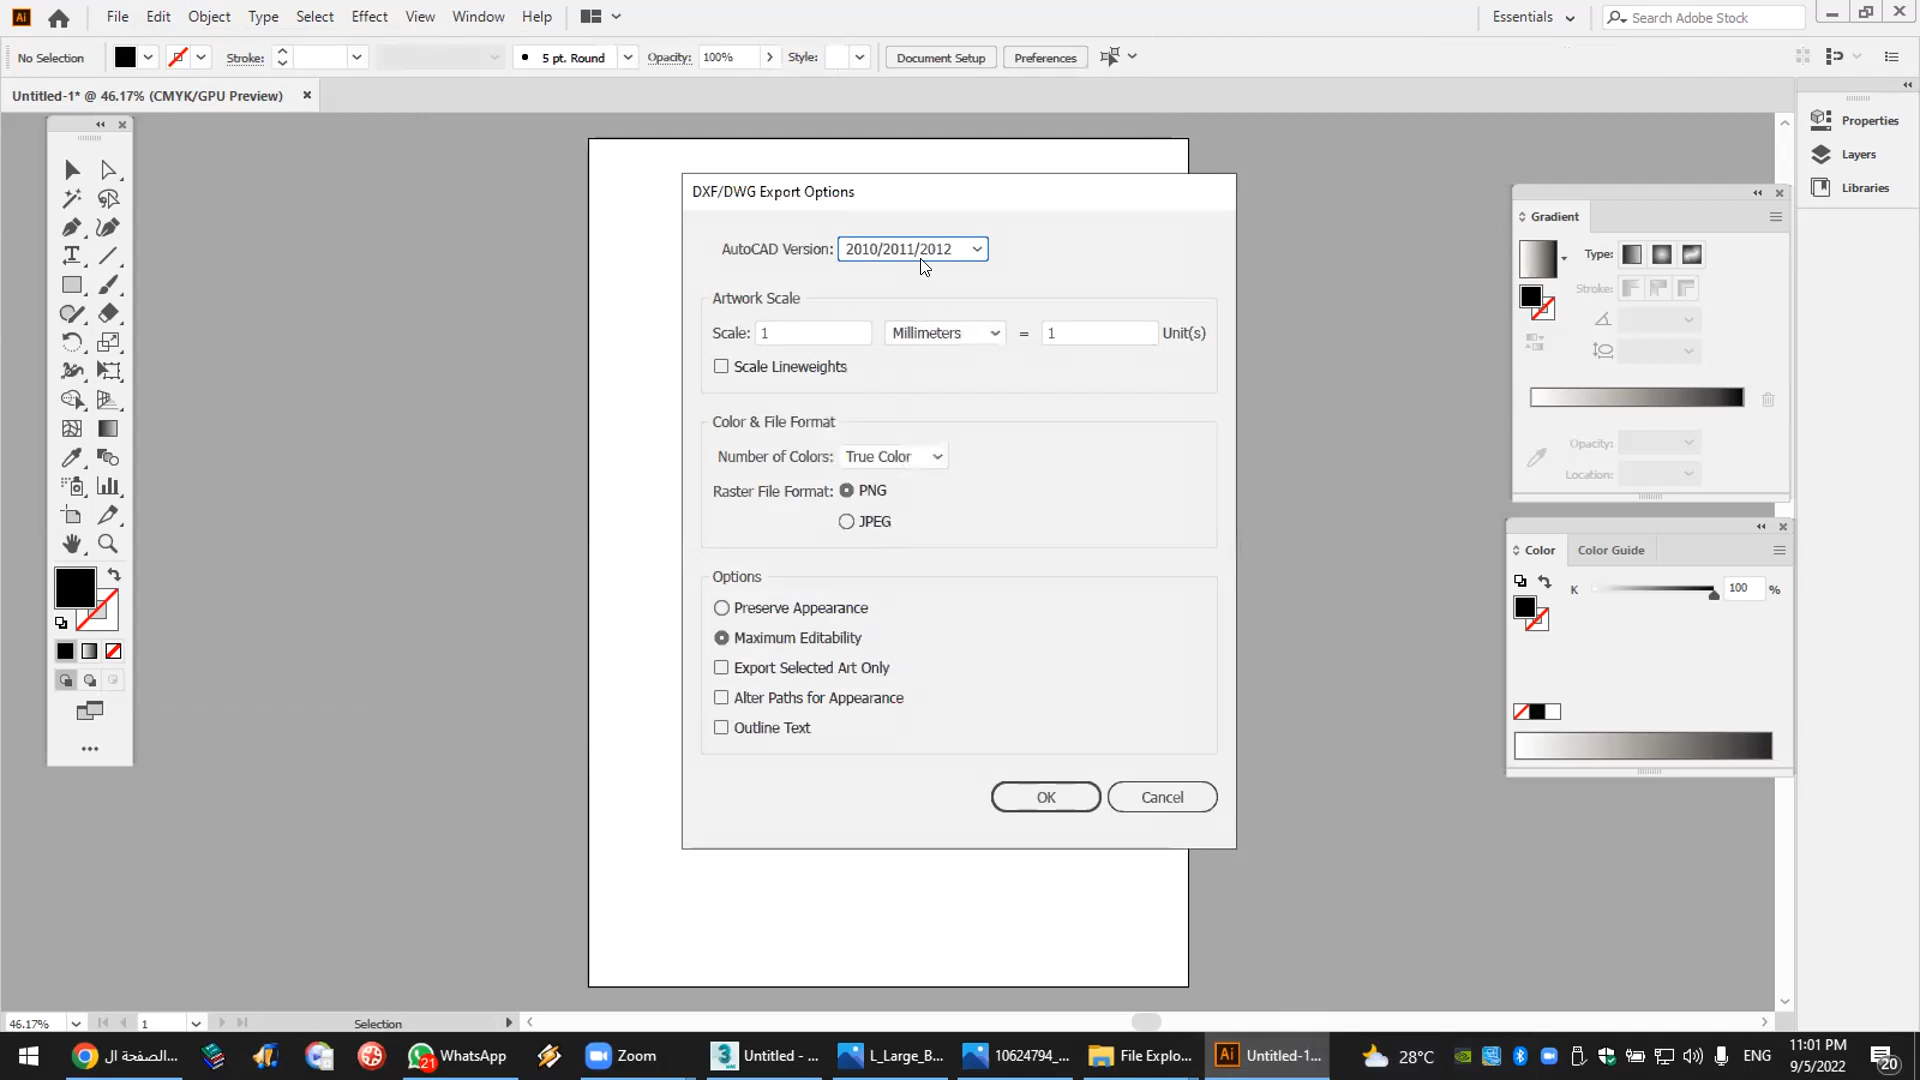 Ai File Edit Object Type Select Effect View Window Help Essentials Search Adobe Stock
No Selection Stroke: 5 pt. Round Opacity: 100% Style: Document Setup Preferences
Untitled-1* @ 46.17% (CMYK/GPU Preview)
Properties
Layers
Libraries
DXF/DWG Export Options
AutoCAD Version: 2010/2011/2012
Artwork Scale
Scale: 1 Millimeters = 1 Unit(s)
Scale Lineweights
Color & File Format
Number of Colors: True Color
Raster File Format: PNG
JPEG
Options
Preserve Appearance
Maximum Editability
Export Selected Art Only
Alter Paths for Appearance
Outline Text
OK Cancel
Gradient
Type:
Stroke:
Opacity:
Location:
Color Color Guide
K 100 %
46.17% 1 Selection
الصفحة ال... 21 WhatsApp Zoom 3 Untitled - ... L_Large_B... 10624794_... File Explo... Ai Untitled-1... 28°C ENG 11:01 PM
9/5/2022 20